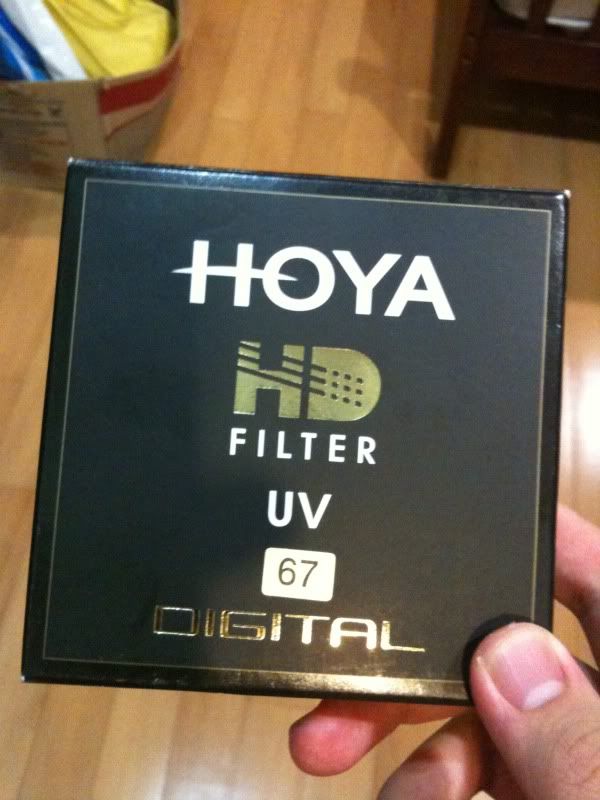 HOYA
HD
FILTER
UV
67
DIGITAL